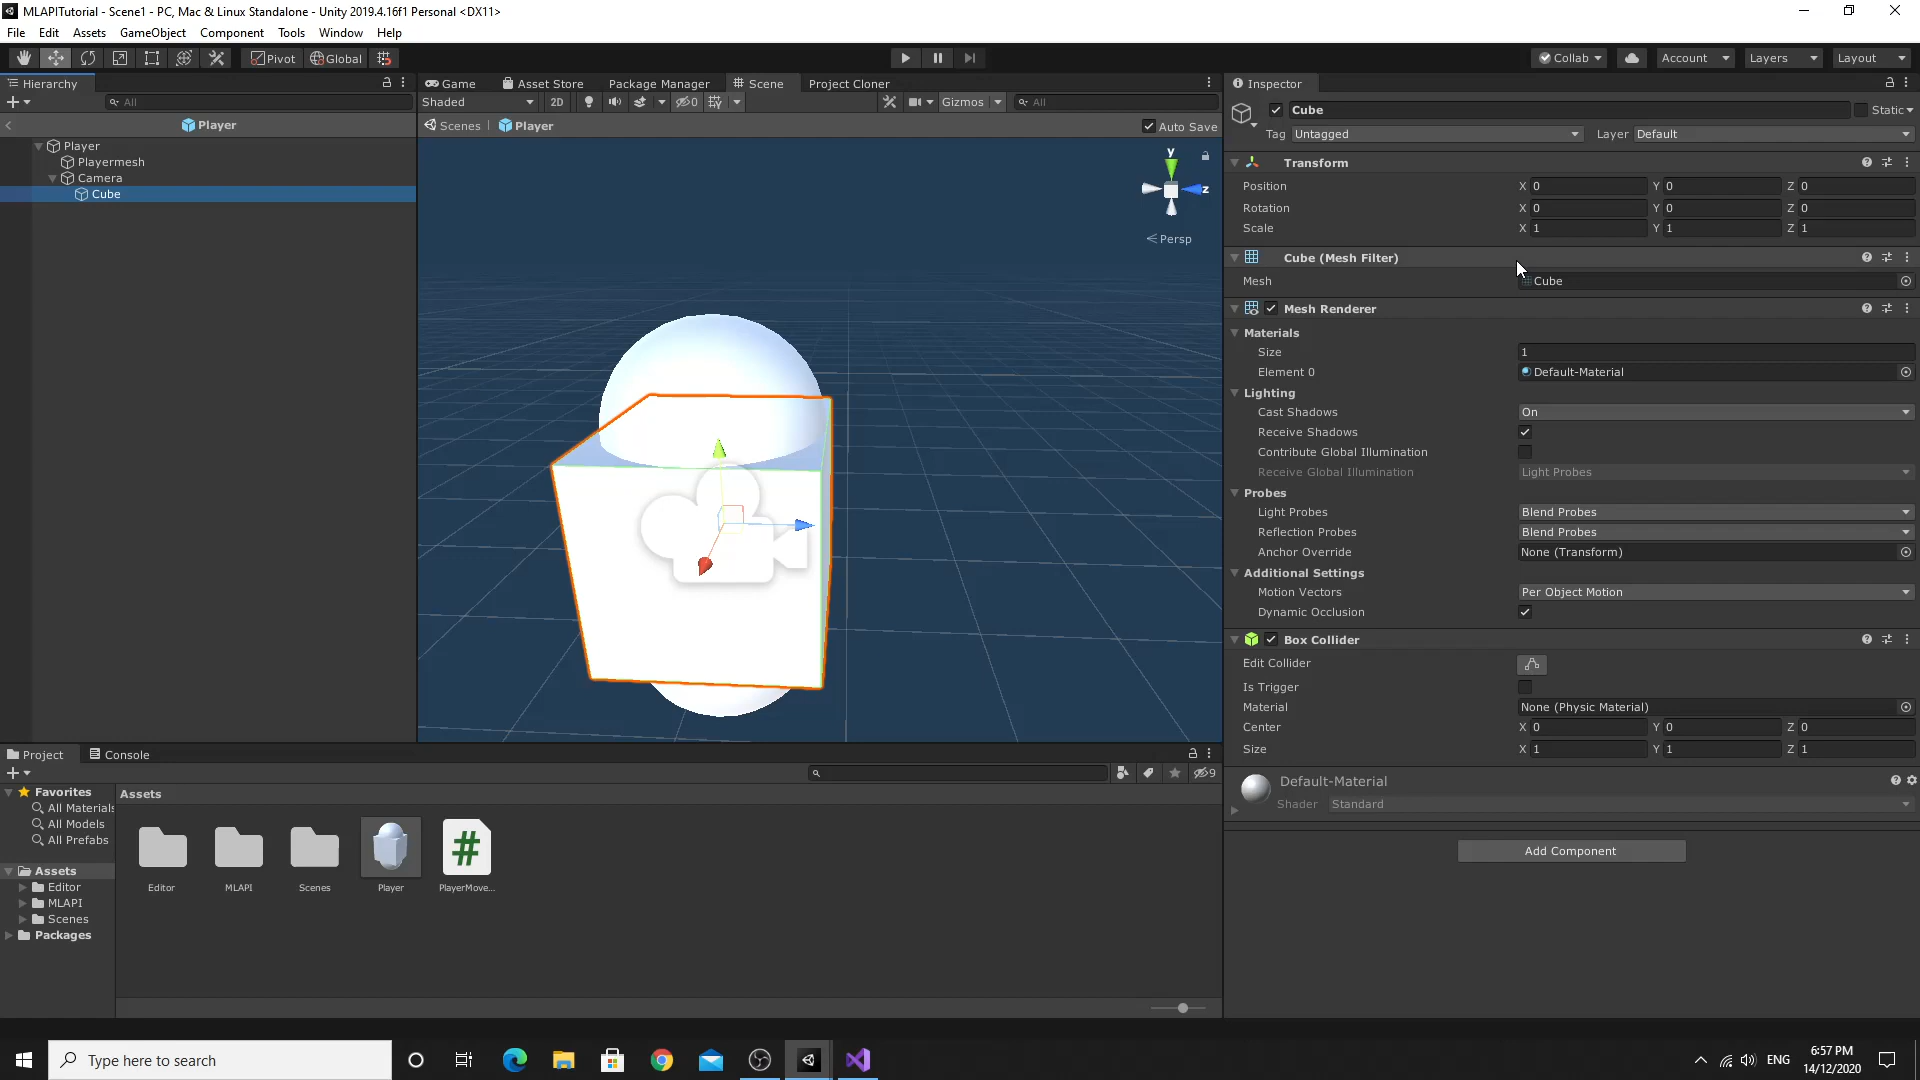 MLAPITutorial - Scene1 - PC, Mac & Linux Standalone - Unity 2019.4.16f1 Personal <DX11>
File Edit Assets GameObject Component Tools Window Help
Pivot Global Collab Account Layers Layout
Hierarchy
All
Player
Player
Playermesh
Camera
Cube
Game Asset Store Package Manager Scene Project Cloner
Shaded 2D 0 Gizmos All
Scenes Player Auto Save
y
z
Persp
Inspector
Cube Static
Tag Untagged Layer Default
Transform
Position X 0 Y 0 Z 0
Rotation X 0 Y 0 Z 0
Scale X 1 Y 1 Z 1
Cube (Mesh Filter)
Mesh Cube
Mesh Renderer
Materials
Size 1
Element 0 Default-Material
Lighting
Cast Shadows On
Receive Shadows
Contribute Global Illumination
Receive Global Illumination Light Probes
Probes
Light Probes Blend Probes
Reflection Probes Blend Probes
Anchor Override None (Transform)
Additional Settings
Motion Vectors Per Object Motion
Dynamic Occlusion
Box Collider
Edit Collider
Is Trigger
Material None (Physic Material)
Center X 0 Y 0 Z 0
Size X 1 Y 1 Z 1
Default-Material
Shader Standard
Add Component
Project Console
9
Favorites
All Materials
All Models
All Prefabs
Assets
Editor
MLAPI
Scenes
Packages
Assets
Editor MLAPI Scenes Player PlayerMove...
Type here to search
ENG
6:57 PM
14/12/2020